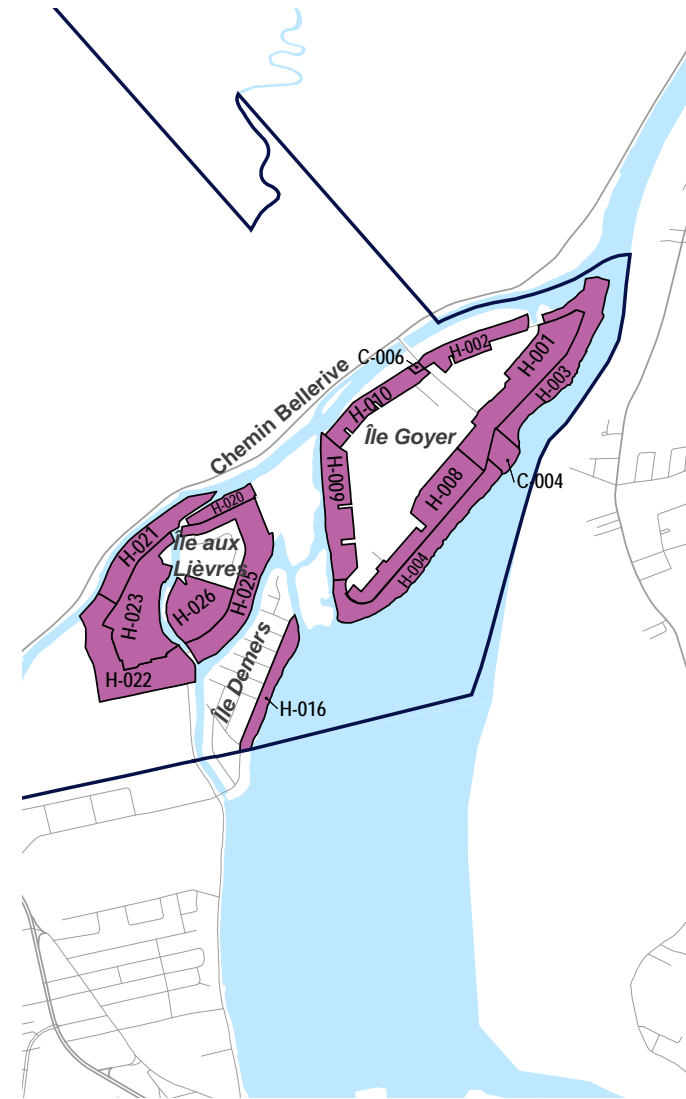 C-006
H-002
H-001
H-003
Chemin Bellerive
H-010
Île Goyer
H-009
H-008
C-004
H-004
H-020
H-021
Île aux
Lièvres
H-025
H-026
H-023
H-022
Île Demers
H-016